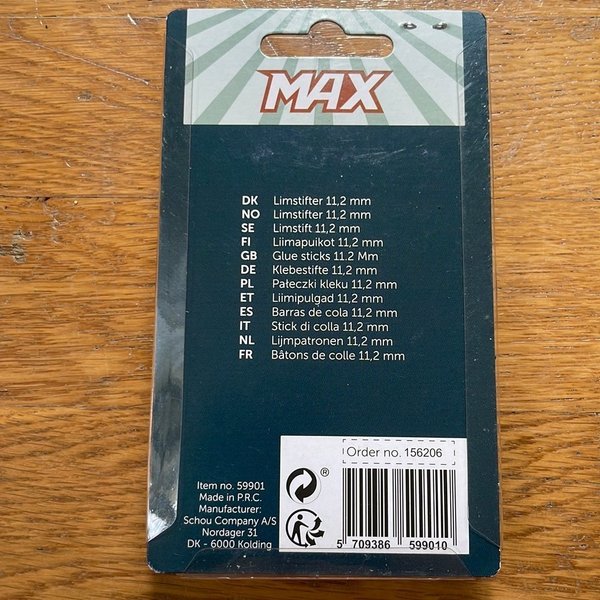 MAX
DK Limstifter 11,2 mm
NO Limstifter 11,2 mm
SE Limstift 11,2 mm
FI Liimapuikot 11,2 mm
GB Glue sticks 11.2 Mm
DE Klebestifte 11,2 mm
PL Pałeczki kleku 11,2 mm
ET Liimipulgad 11,2 mm
ES Barras de cola 11,2 mm
IT Stick di colla 11,2 mm
NL Lijmpatronen 11,2 mm
FR Bâtons de colle 11,2 mm
Order no. 156206
Item no. 59901
Made in P.R.C.
Manufacturer:
Schou Company A/S
Nordager 31
DK - 6000 Kolding
®
5 709386 599010